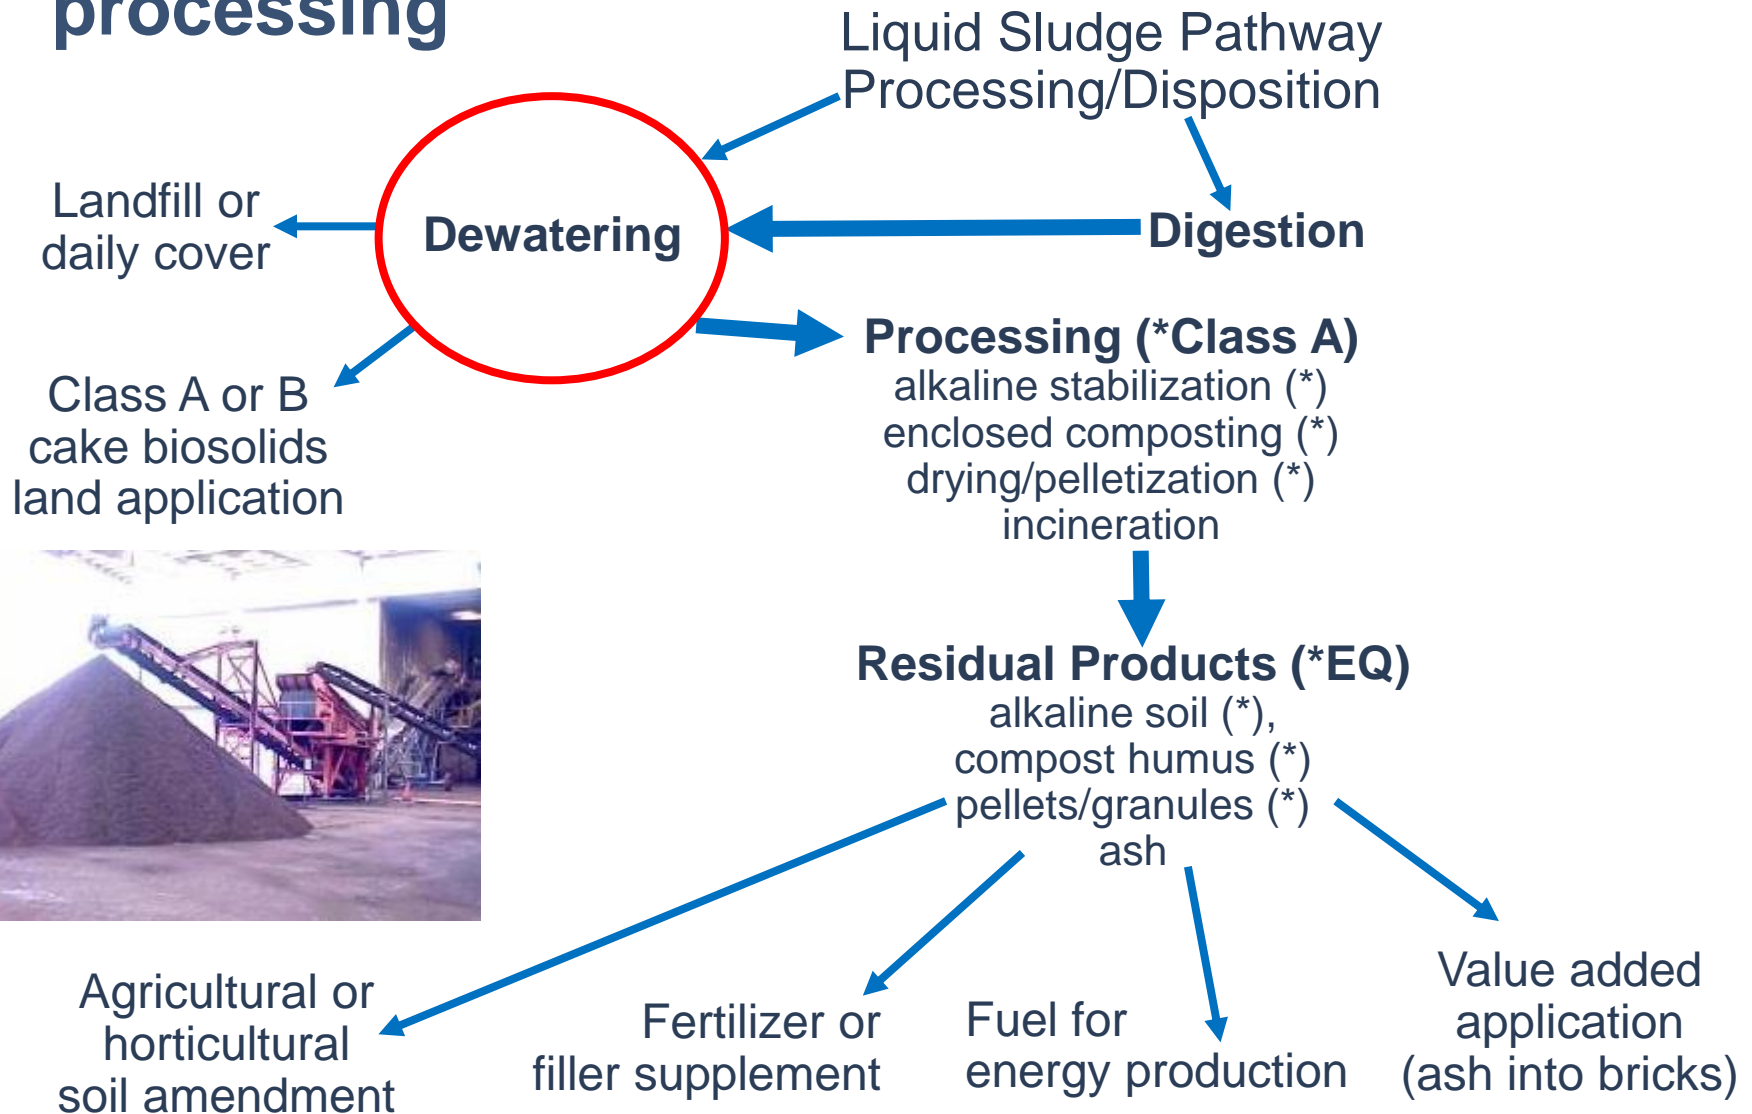 processing
Liquid Sludge Pathway
Processing/Disposition
Landfill or
daily cover
Dewatering
Digestion
Processing (*Class A)
alkaline stabilization (*)
enclosed composting (*)
drying/pelletization (*)
incineration
Class A or B
cake biosolids
land application
Residual Products (*EQ)
alkaline soil (*),
compost humus (*)
pellets/granules (*)
ash
Agricultural or
horticultural
soil amendment
Fertilizer or
filler supplement
Fuel for
energy production
Value added
application
(ash into bricks)